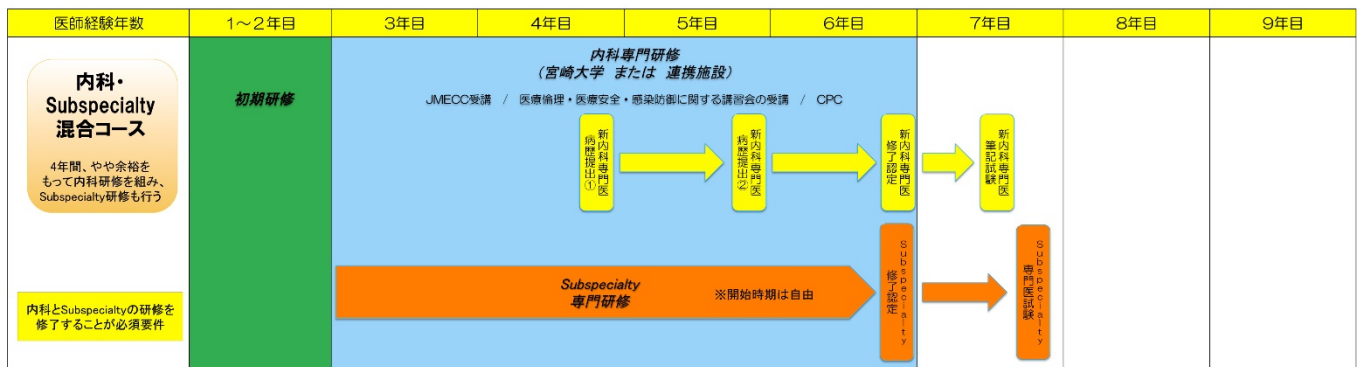 医師経験年数
1～2年目
3年目
4年目
5年目
6年目
7年目
8年目
9年目
内科・
Subspecialty
混合コース
4年間、やや余裕を
もって内科研修を組み、
Subspecialty研修も行う
内科とSubspecialtyの研修を
修了することが必須要件
初期研修
内科専門研修
（宮崎大学 または 連携施設）
JMECC受講 / 医療倫理・医療安全・感染防御に関する講習会の受講 / CPC
新内科専門医
病歴提出①
新内科専門医
病歴提出②
新内科専門医
修了認定
新内科専門医
筆記試験
Subspecialty
専門研修
※開始時期は自由
Subspecialty
修了認定
Subspecialty
専門医試験